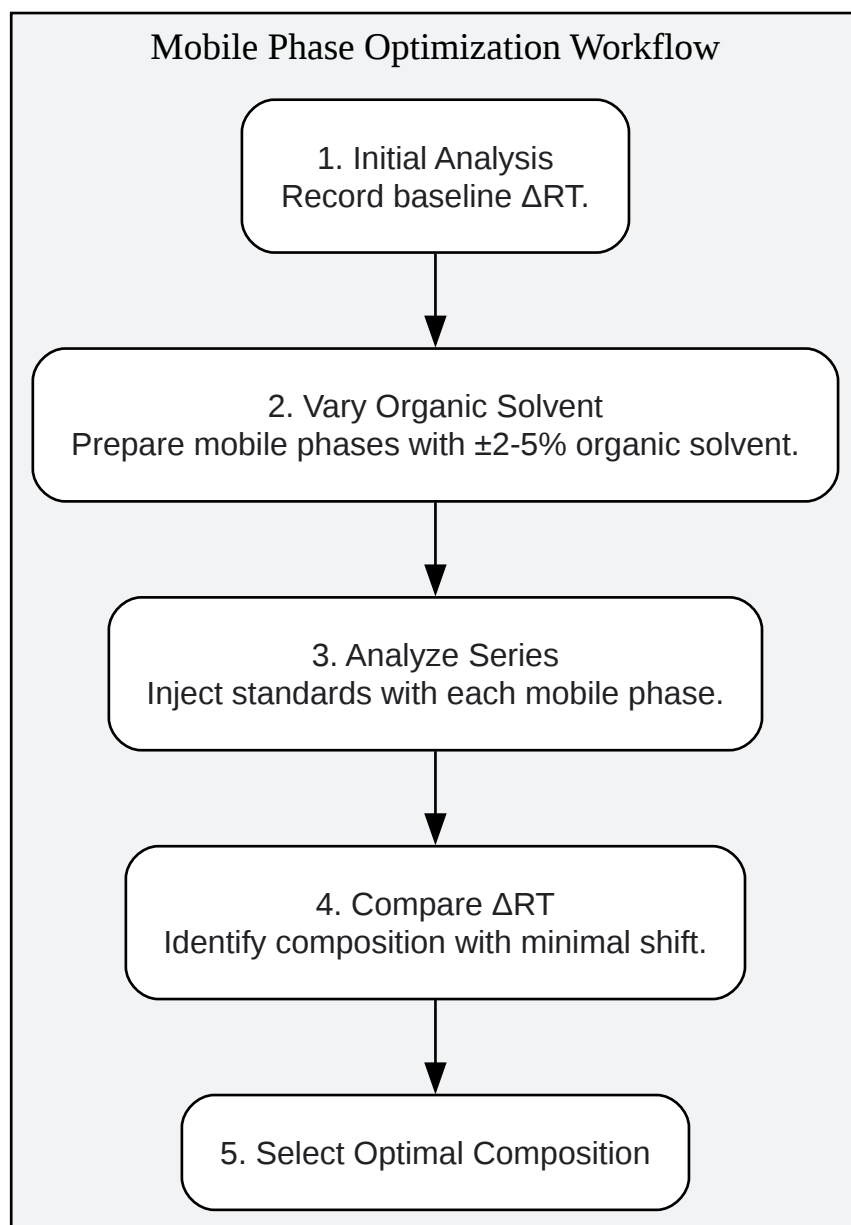 Mobile Phase Optimization Workflow
1. Initial Analysis
Record baseline ΔRT.
2. Vary Organic Solvent
Prepare mobile phases with ±2-5% organic solvent.
3. Analyze Series
Inject standards with each mobile phase.
4. Compare ΔRT
Identify composition with minimal shift.
5. Select Optimal Composition